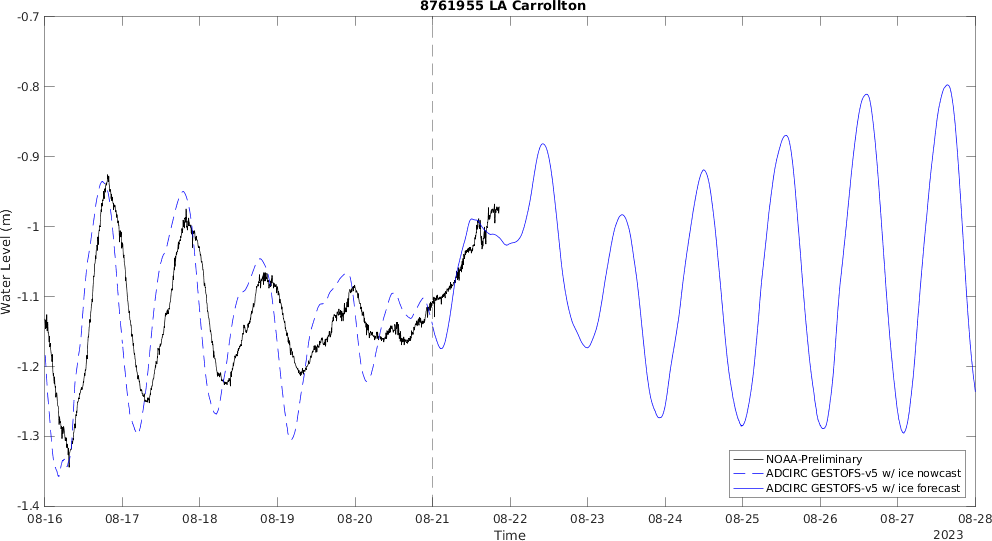 8761955 LA Carrollton
-0.7
-0.8
-0.9
-1
-1.1
-1.2
-1.3
-1.4
Water Level (m)
08-16 08-17 08-18 08-19 08-20 08-21 08-22 08-23 08-24 08-25 08-26 08-27 08-28
Time
2023
NOAA-Preliminary
ADCIRC GESTOFS-v5 w/ ice nowcast
ADCIRC GESTOFS-v5 w/ ice forecast